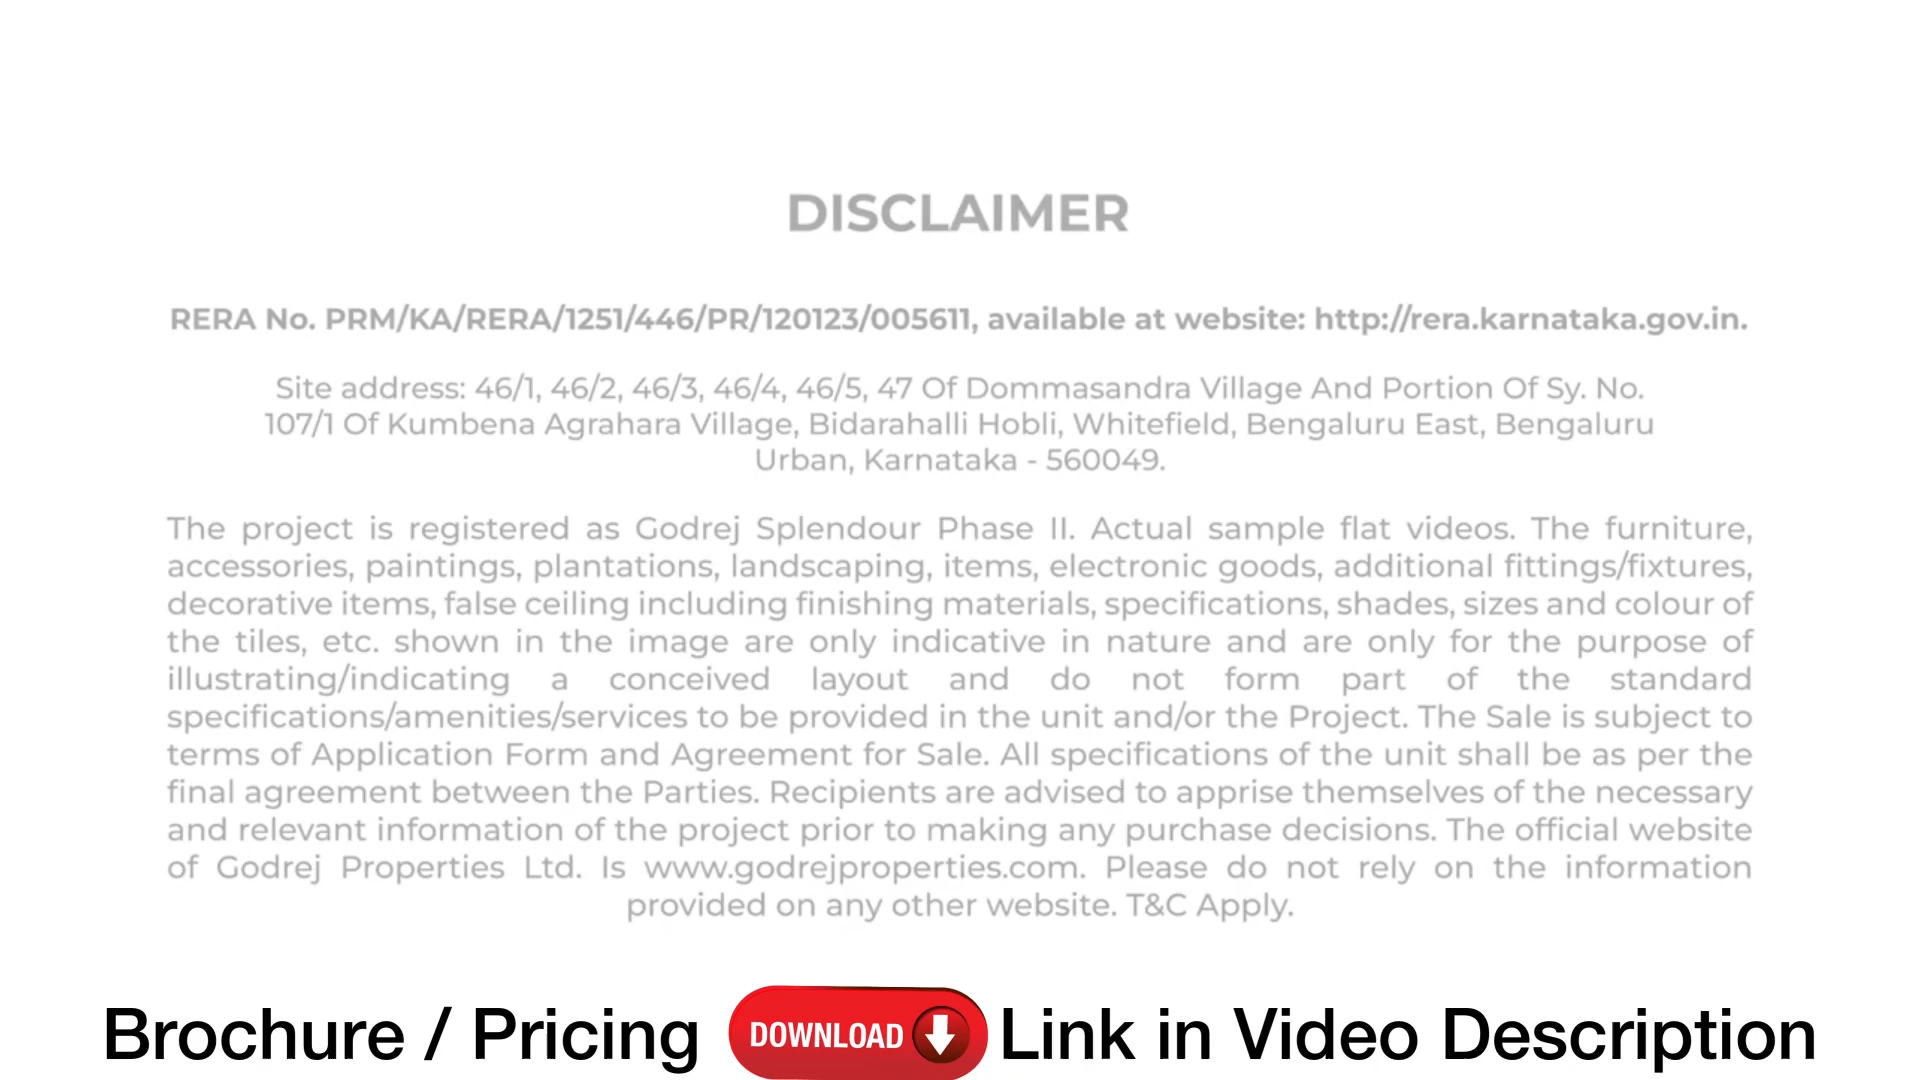 DISCLAIMER
RERA No. PRM/KA/RERA/1251/446/PR/120123/005611, available at website: http://rera.karnataka.gov.in.
Site address: 46/1, 46/2, 46/3, 46/4, 46/5, 47 Of Dommasandra Village And Portion Of Sy. No.
107/1 Of Kumbena Agrahara Village, Bidarahalli Hobli, Whitefield, Bengaluru East, Bengaluru
Urban, Karnataka - 560049.
The project is registered as Godrej Splendour Phase II. Actual sample flat videos. The furniture,
accessories, paintings, plantations, landscaping, items, electronic goods, additional fittings/fixtures,
decorative items, false ceiling including finishing materials, specifications, shades, sizes and colour of
the tiles, etc. shown in the image are only indicative in nature and are only for the purpose of
illustrating/indicating a conceived layout and do not form part of the standard
specifications/amenities/services to be provided in the unit and/or the Project. The Sale is subject to
terms of Application Form and Agreement for Sale. All specifications of the unit shall be as per the
final agreement between the Parties. Recipients are advised to apprise themselves of the necessary
and relevant information of the project prior to making any purchase decisions. The official website
of Godrej Properties Ltd. Is www.godrejproperties.com. Please do not rely on the information
provided on any other website. T&C Apply.
Brochure / Pricing DOWNLOAD Link in Video Description